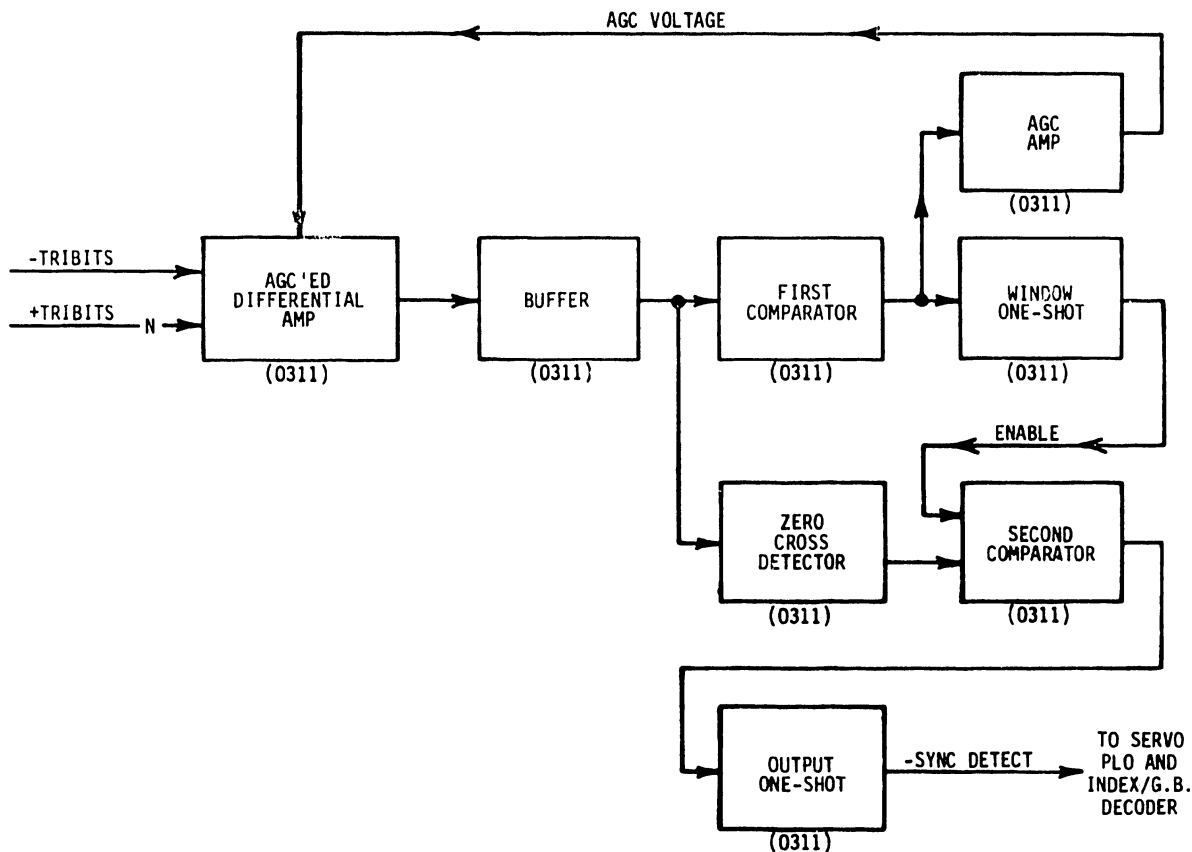 AGC VOLTAGE
AGC
AMP
(0311)
-TRIBITS
+TRIBITS N
AGC'ED
DIFFERENTIAL
AMP
(0311)
BUFFER
(0311)
FIRST
COMPARATOR
(0311)
WINDOW
ONE-SHOT
(0311)
ENABLE
ZERO
CROSS
DETECTOR
(0311)
SECOND
COMPARATOR
(0311)
OUTPUT
ONE-SHOT
(0311)
-SYNC DETECT
TO SERVO
PLO AND
INDEX/G.B.
DECODER